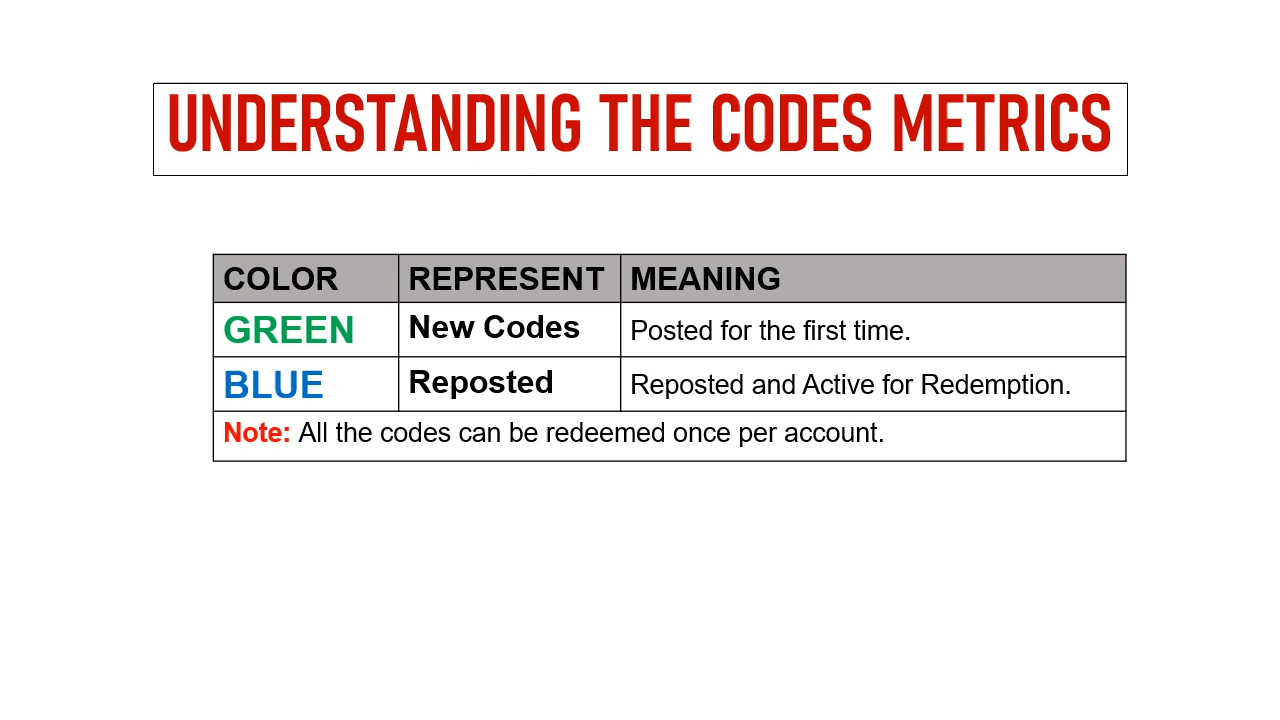 UNDERSTANDING THE CODES METRICS
COLOR REPRESENT MEANING
GREEN New Codes Posted for the first time.
BLUE Reposted Reposted and Active for Redemption.
Note: All the codes can be redeemed once per account.